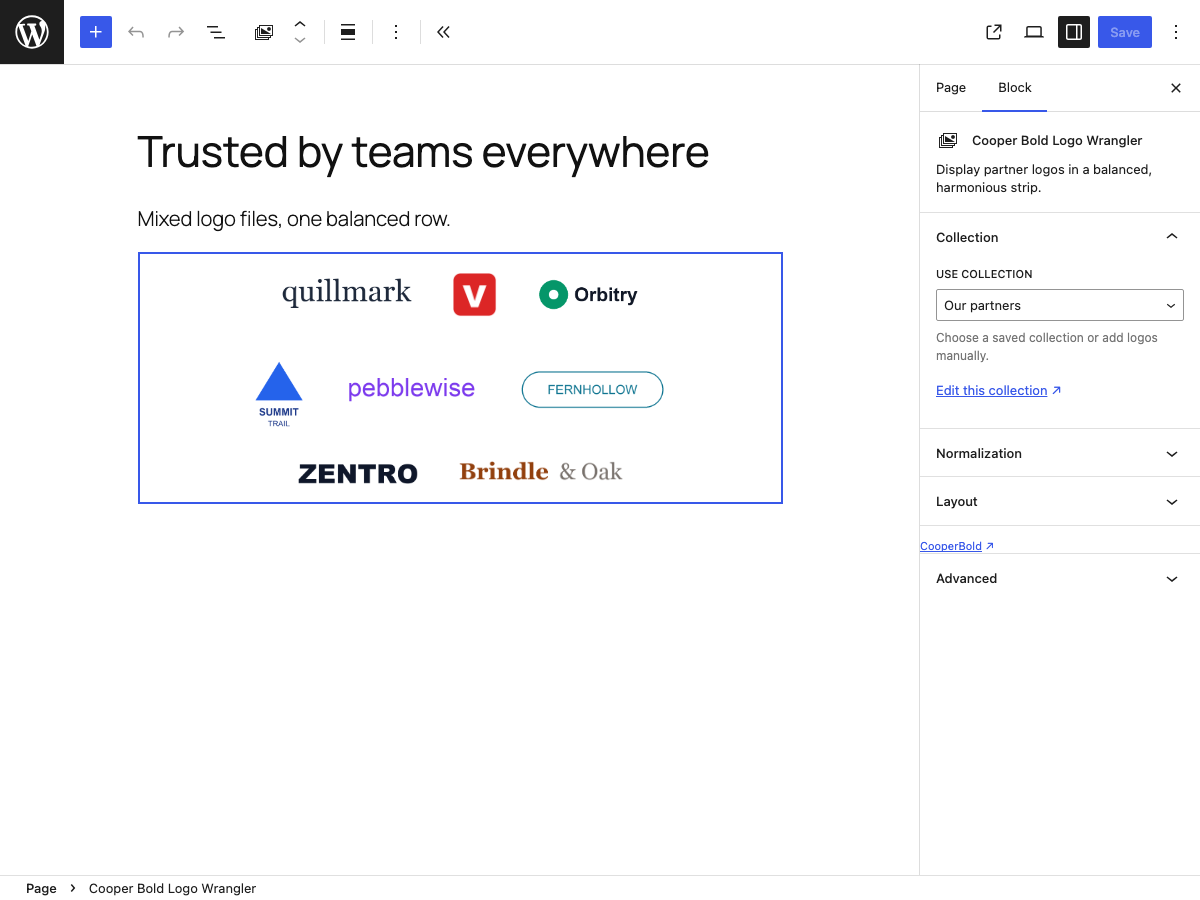 Save
Page
Block
Cooper Bold Logo Wrangler
Display partner logos in a balanced,
harmonious strip.
Collection
USE COLLECTION
Our partners
Choose a saved collection or add logos
manually.
Edit this collection ↗
Normalization
Layout
CooperBold ↗
Advanced
Trusted by teams everywhere
Mixed logo files, one balanced row.
quillmark
V
Orbitry
SUMMIT
TRAIL
pebblewise
FERNHOLLOW
ZENTRO
Brindle & Oak
Page > Cooper Bold Logo Wrangler